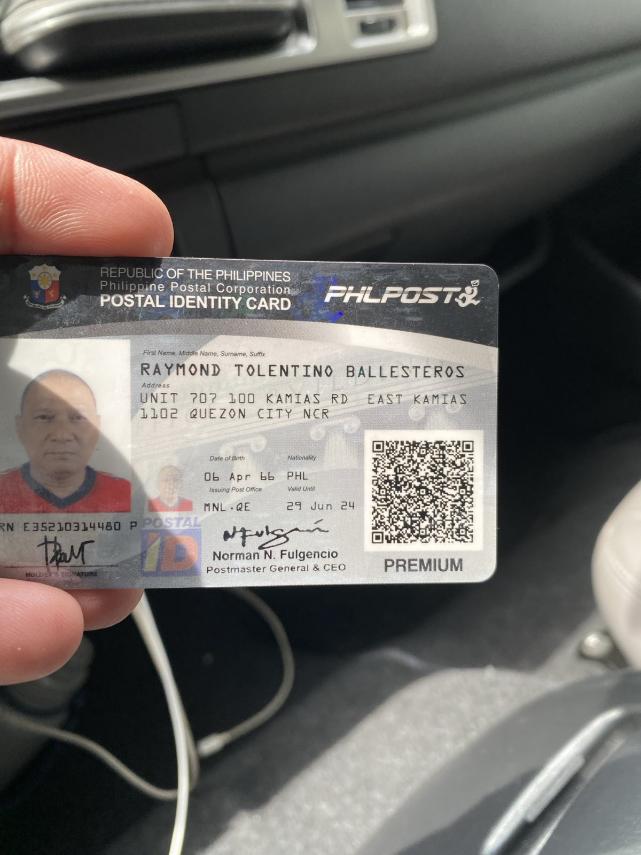 REPUBLIC OF THE PHILIPPINES
Philippine Postal Corporation
POSTAL IDENTITY CARD
PHLPOST
First Name, Middle Name, Surname, Suffix
RAYMOND TOLENTINO BALLESTEROS
Address
UNIT 707 100 KAMIAS RD EAST KAMIAS
1102 QUEZON CITY NCR
Date of Birth Nationality
06 Apr 66 PHL
Issuing Post Office Valid Until
MNL-QE 29 Jun 24
RN E35210314480 P
POSTAL
iD
HOLDER'S SIGNATURE
Norman N. Fulgencio
Postmaster General & CEO
PREMIUM